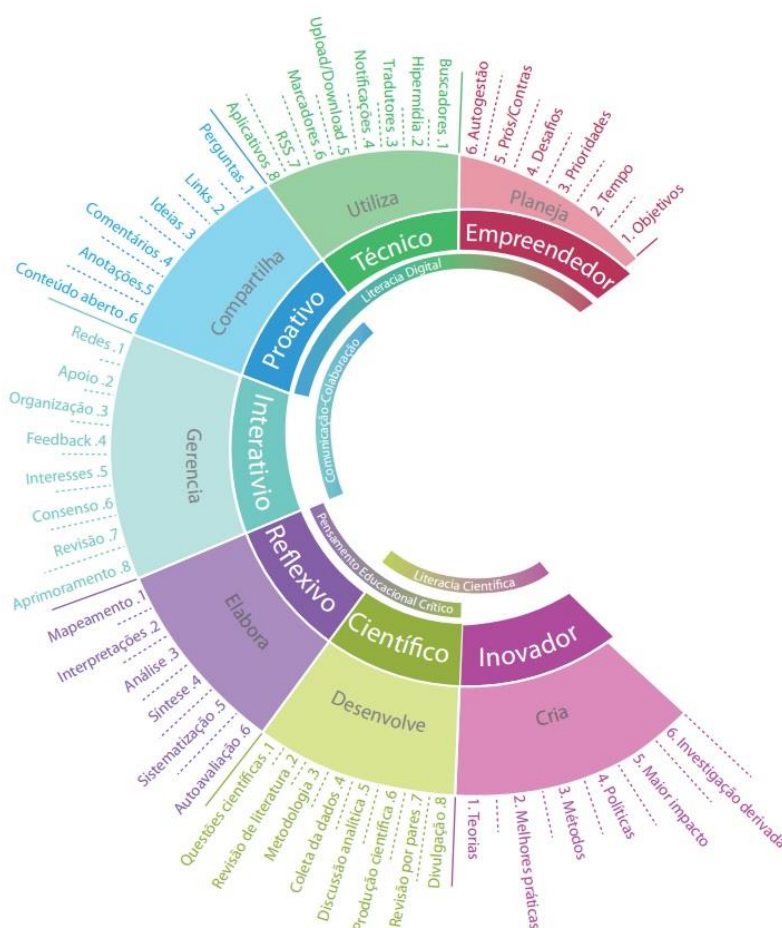 1. Objetivos
2. Tempo
3. Prioridades
4. Desafios
5. Prós/Contras
6. Autogestão
Planeja
Empreendedor
Buscadores .1
Hipermídia .2
Tradutores .3
Notificações .4
Upload/Download .5
Marcadores .6
RSS .7
Aplicativos .8
Utiliza
Técnico
Literacia Digital
Perguntas .1
Links .2
Ideias .3
Comentários .4
Anotações.5
Conteúdo aberto .6
Compartilha
Proativo
Comunicação-Colaboração
Redes .1
Apoio .2
Organização .3
Feedback .4
Interesses .5
Consenso .6
Revisão .7
Aprimoramento .8
Gerencia
Interativio
Mapeamento .1
Interpretações .2
Análise .3
Síntese .4
Sistematização .5
Autoavaliação .6
Elabora
Reflexivo
Pensamento Educacional Crítico
Questões científicas .1
Revisão de literatura .2
Metodologia .3
Coleta da dados .4
Discussão analítica .5
Produção científica .6
Revisão por pares .7
Divulgação .8
Desenvolve
Científico
Literacia Científica
1. Teorias
2. Melhores práticas
3. Métodos
4. Políticas
5. Maior impacto
6. Investigação derivada
Cria
Inovador